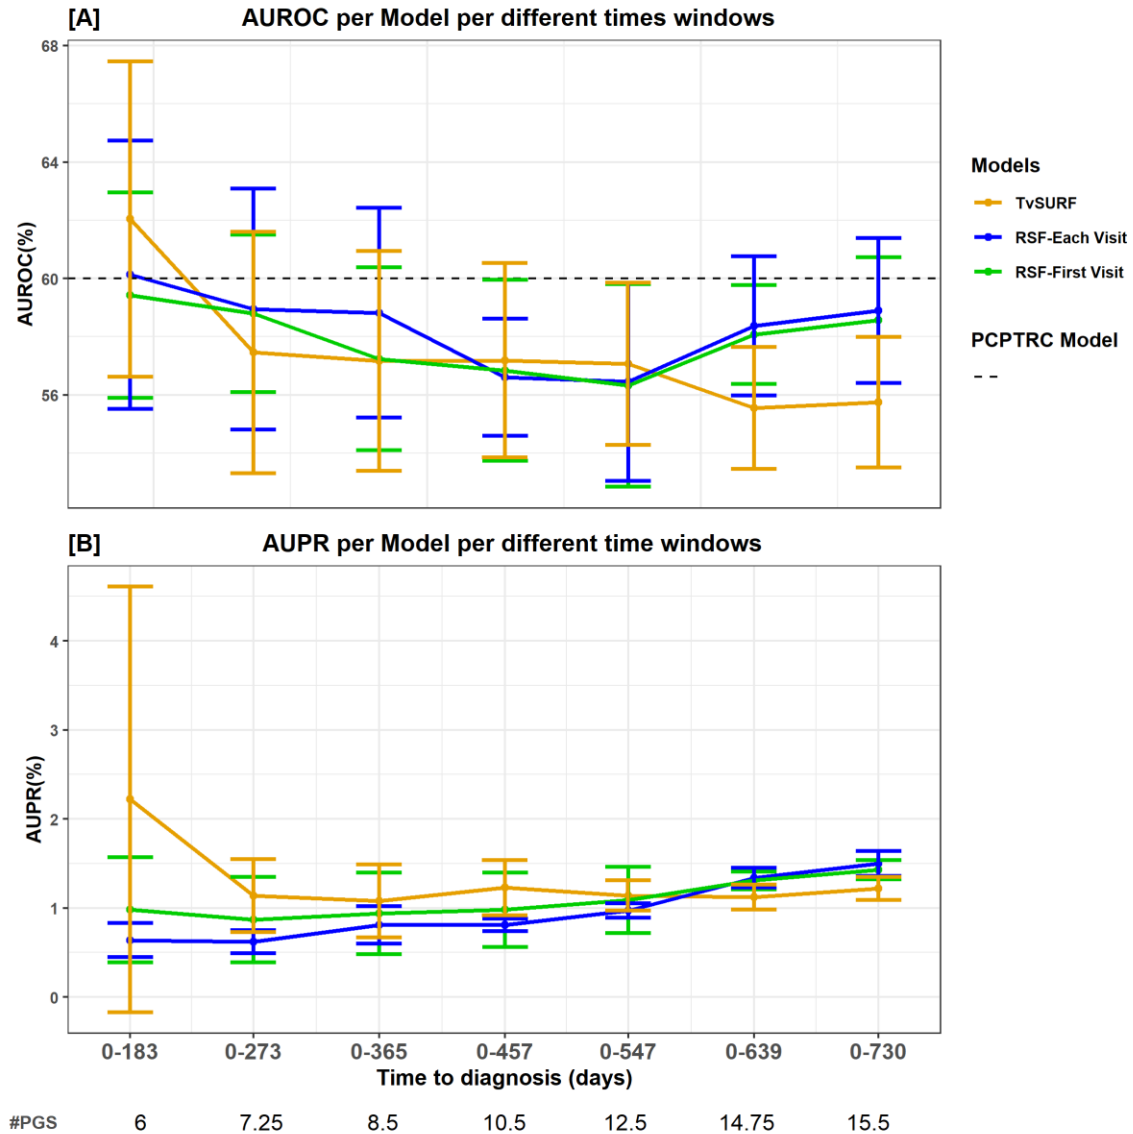 [A] AUROC per Model per different times windows
68
64
60
56
AUROC(%)
Models
TvSURF
RSF-Each Visit
RSF-First Visit
PCPTRC Model
[B] AUPR per Model per different time windows
4
3
2
1
0
AUPR(%)
0-183 0-273 0-365 0-457 0-547 0-639 0-730
Time to diagnosis (days)
#PGS 6 7.25 8.5 10.5 12.5 14.75 15.5